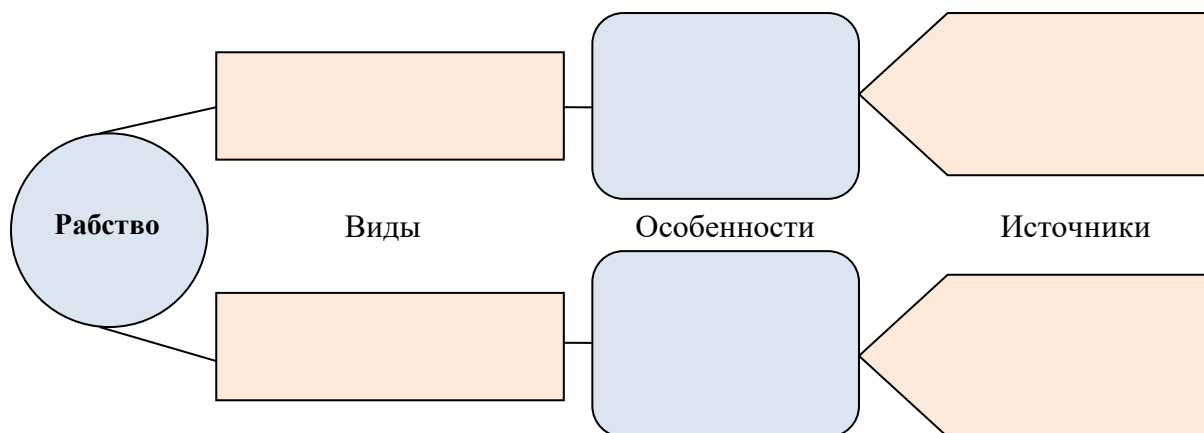 Рабство
Виды
Особенности
Источники